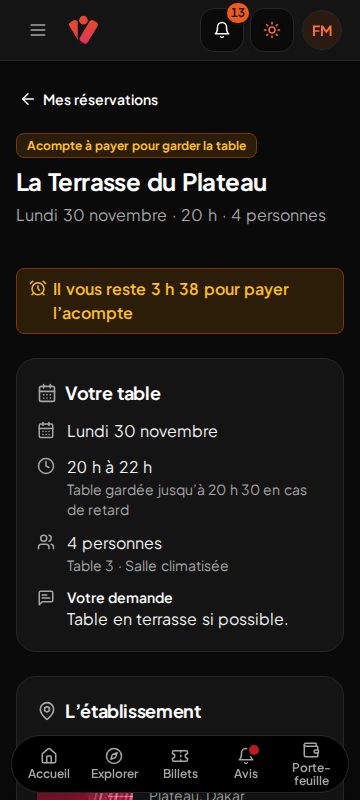 13
FM
Mes réservations
Acompte à payer pour garder la table
La Terrasse du Plateau
Lundi 30 novembre · 20 h · 4 personnes
Il vous reste 3 h 38 pour payer
l’acompte
Votre table
Lundi 30 novembre
20 h à 22 h
Table gardée jusqu’à 20 h 30 en cas
de retard
4 personnes
Table 3 · Salle climatisée
Votre demande
Table en terrasse si possible.
L’établissement
Accueil
Explorer
Billets
Avis
Porte-
feuille
Plateau, Dakar